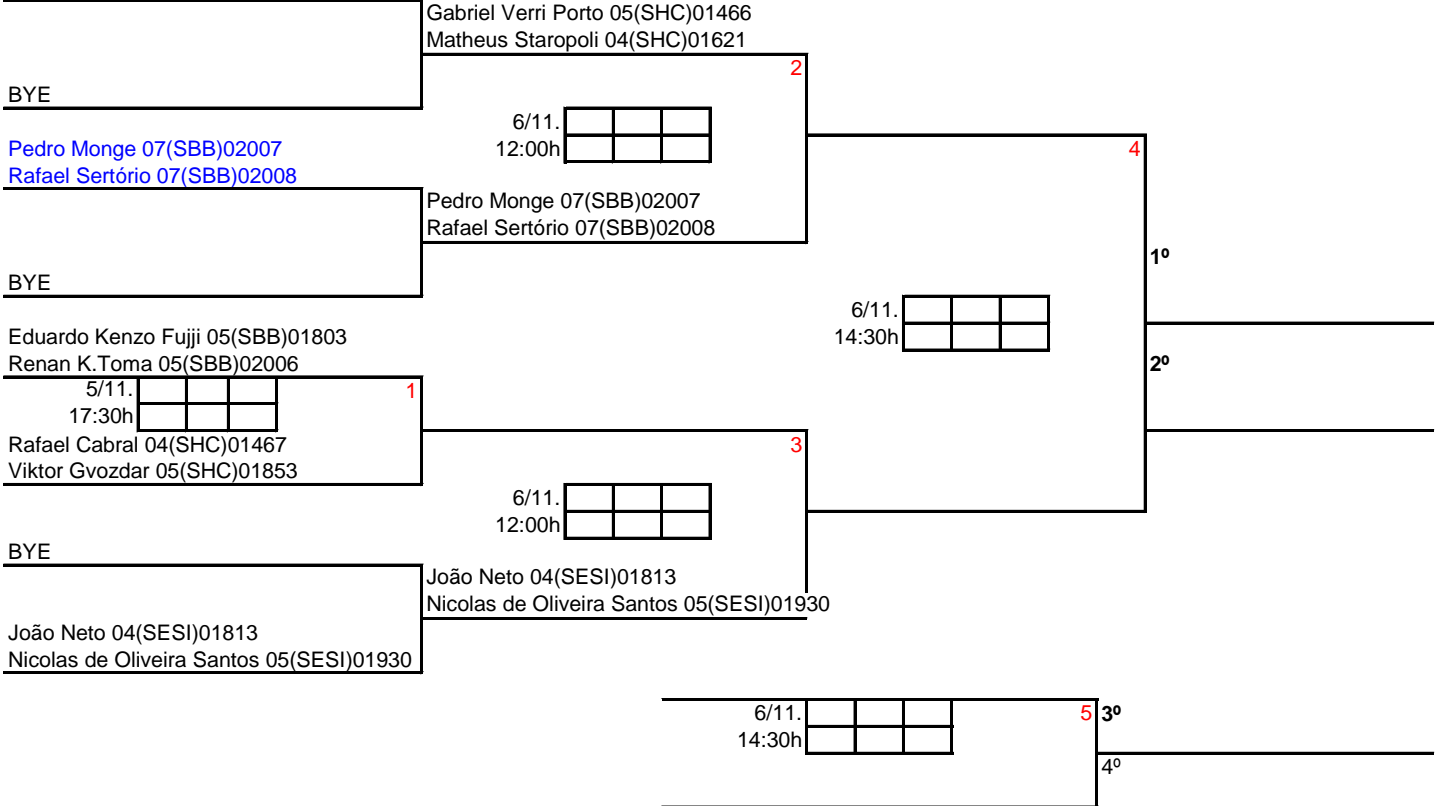 Gabriel Verri Porto 05(SHC)01466
Matheus Staropoli 04(SHC)01621
2
BYE
6/11.
12:00h
Pedro Monge 07(SBB)02007
Rafael Sertório 07(SBB)02008
4
Pedro Monge 07(SBB)02007
Rafael Sertório 07(SBB)02008
1º
BYE
6/11.
14:30h
Eduardo Kenzo Fujji 05(SBB)01803
Renan K.Toma 05(SBB)02006
2º
5/11.
17:30h
1
Rafael Cabral 04(SHC)01467
Viktor Gvozdar 05(SHC)01853
3
6/11.
12:00h
BYE
João Neto 04(SESI)01813
Nicolas de Oliveira Santos 05(SESI)01930
João Neto 04(SESI)01813
Nicolas de Oliveira Santos 05(SESI)01930
6/11.
14:30h
5 3º
4º